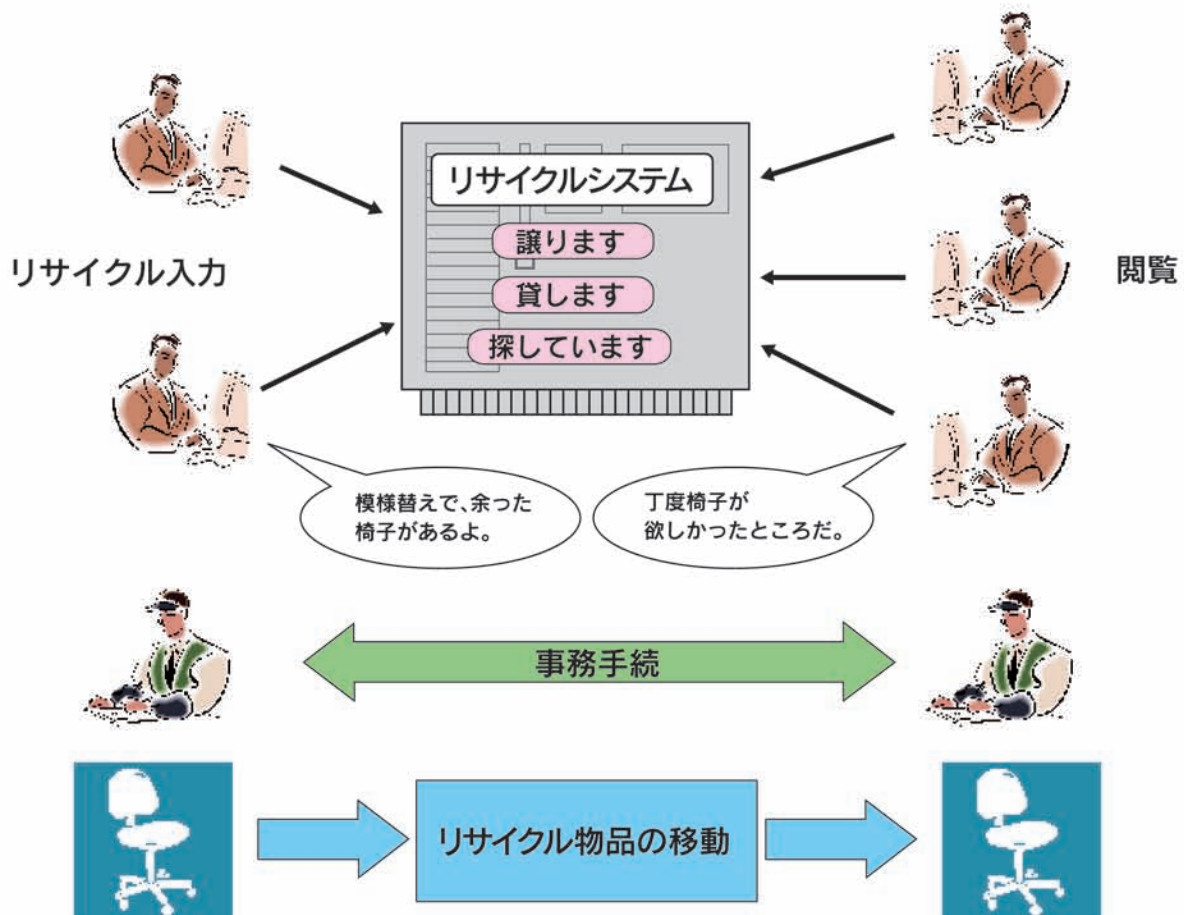 リサイクルシステム
譲ります
貸します
探しています
リサイクル入力
閲覧
模様替えで、余った
椅子があるよ。
丁度椅子が
欲しかったところだ。
事務手続
リサイクル物品の移動